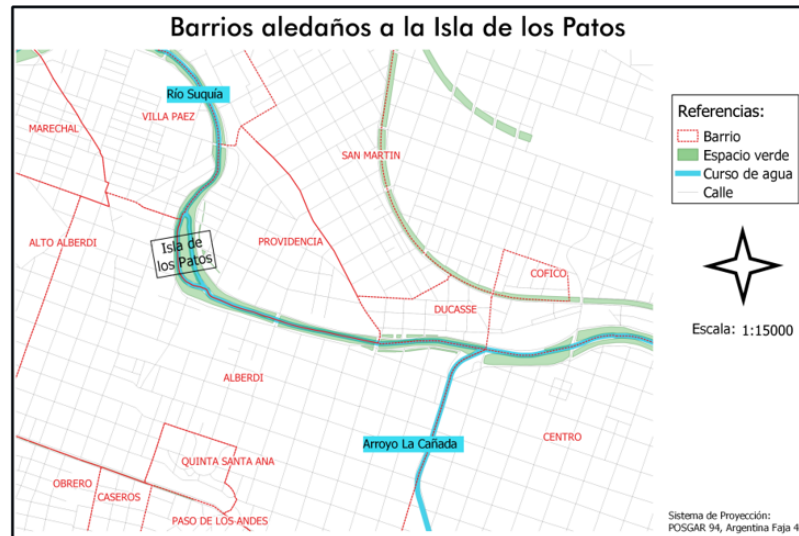 Barrios aledaños a la Isla de los Patos
Río Suquía
VILLA PAEZ
MARECHAL
SAN MARTIN
ALTO ALBERDI
Isla de
los Patos
PROVIDENCIA
COFICO
DUCASSE
ALBERDI
Arroyo La Cañada
CENTRO
QUINTA SANTA ANA
OBRERO
CASEROS
PASO DE LOS ANDES
Referencias:
Barrio
Espacio verde
Curso de agua
Calle
Escala: 1:15000
Sistema de Proyección:
POSGAR 94, Argentina Faja 4